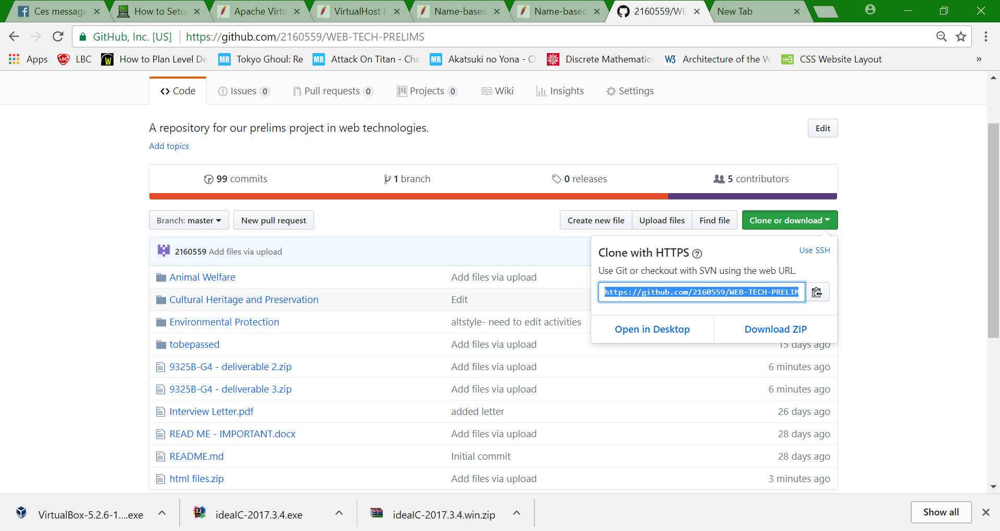 Ces message How to Setu Apache Virtu VirtualHost E Name-based Name-based 2160559/WE New Tab
GitHub, Inc. [US] https://github.com/2160559/WEB-TECH-PRELIMS
Apps LBC How to Plan Level De Tokyo Ghoul: Re Attack On Titan - Cha Akatsuki no Yona - Ch Discrete Mathematics Architecture of the W CSS Website Layout »
Code Issues 0 Pull requests 0 Projects 0 Wiki Insights Settings
A repository for our prelims project in web technologies. Edit
Add topics
99 commits 1 branch 0 releases 5 contributors
Branch: master New pull request Create new file Upload files Find file Clone or download
2160559 Add files via upload
Clone with HTTPS Use SSH
Use Git or checkout with SVN using the web URL.
https://github.com/2160559/WEB-TECH-PRELIM
Open in Desktop Download ZIP
Animal Welfare Add files via upload
Cultural Heritage and Preservation Edit
Environmental Protection altstyle- need to edit activities
tobepassed Add files via upload 15 days ago
9325B-G4 - deliverable 2.zip Add files via upload 6 minutes ago
9325B-G4 - deliverable 3.zip Add files via upload 6 minutes ago
Interview Letter.pdf added letter 26 days ago
READ ME - IMPORTANT.docx Add files via upload 28 days ago
README.md Initial commit 28 days ago
html files.zip Add files via upload 3 minutes ago
VirtualBox-5.2.6-1....exe ideaIC-2017.3.4.exe ideaIC-2017.3.4.win.zip Show all